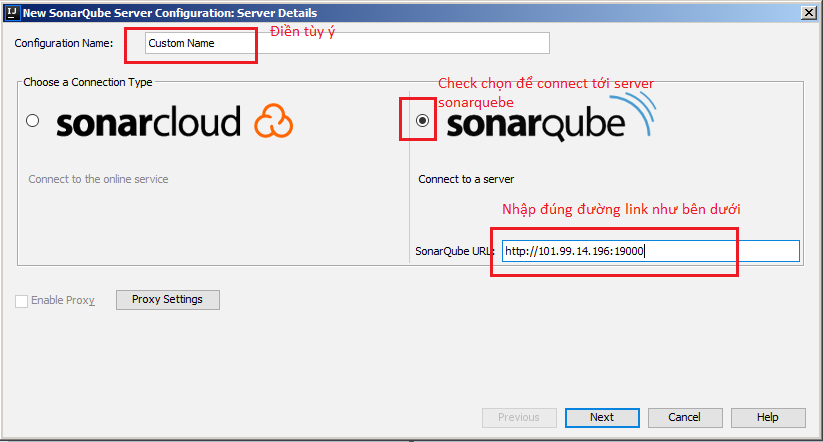 New SonarQube Server Configuration: Server Details
Điền tùy ý
Configuration Name: Custom Name
Choose a Connection Type
Check chọn để connect tới server
sonarquebe
sonarcloud
sonarqube
Connect to the online service
Connect to a server
Nhập đúng đường link như bên dưới
SonarQube URL: http://101.99.14.196:19000
Enable Proxy
Proxy Settings
Previous
Next
Cancel
Help